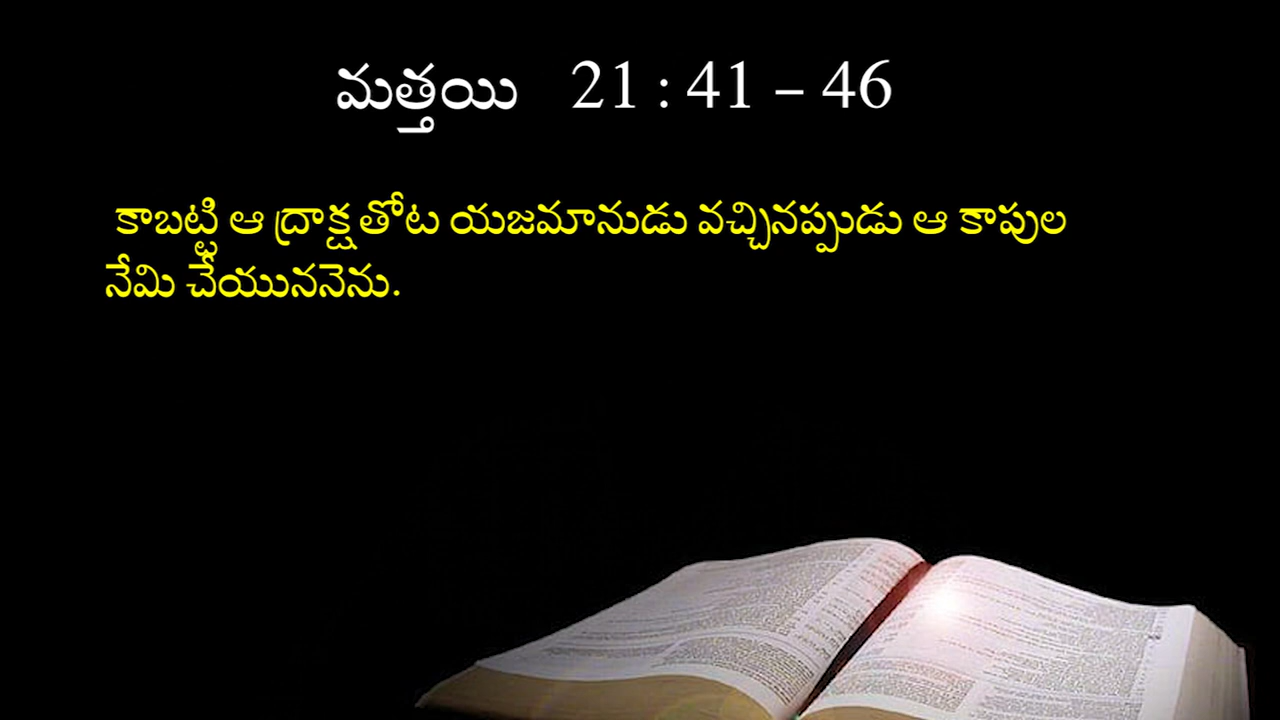 మత్తయి 21 : 41 – 46
కాబట్టి ఆ ద్రాక్షతోట యజమానుడు వచ్చినప్పుడు ఆ కాపుల
నేమి చేయుననెను.